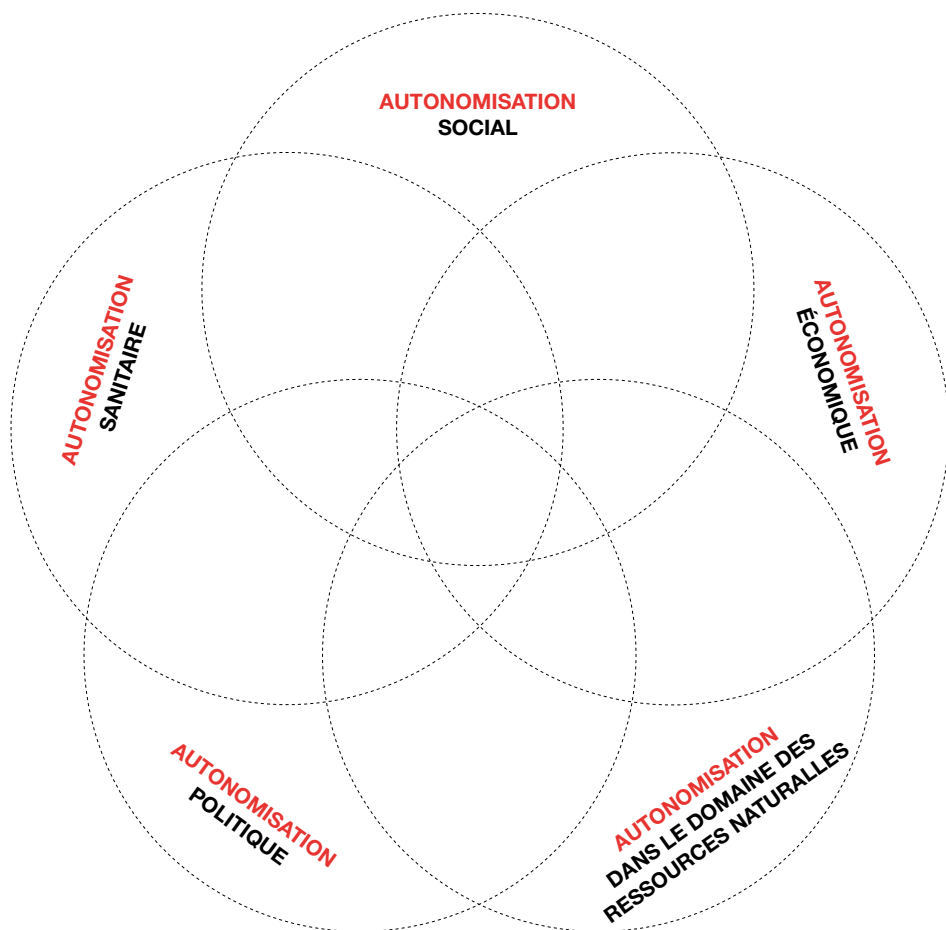 AUTONOMISATION
SOCIAL
AUTONOMISATION
SANITAIRE
AUTONOMISATION
ÉCONOMIQUE
AUTONOMISATION
POLITIQUE
AUTONOMISATION
DANS LE DOMAINE DES
RESSOURCES NATURALLES